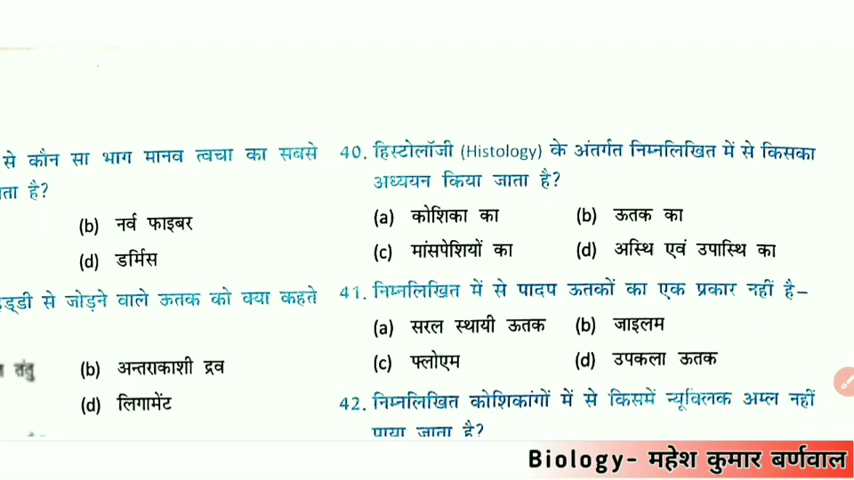 से कौन सा भाग मानव त्वचा का सबसे
है?
(b) नर्व फाइबर
(d) डर्मिस
से जोड़ने वाले ऊतक को क्या कहते
तंतु
(b) अन्तराकाशी द्रव
(d) लिगामेंट
40. हिस्टोलॉजी (Histology) के अंतर्गत निम्नलिखित में से किसका
अध्ययन किया जाता है?
(a) कोशिका का (b) ऊतक का
(c) मांसपेशियों का (d) अस्थि एवं उपास्थि का
41. निम्नलिखित में से पादप ऊतकों का एक प्रकार नहीं है–
(a) सरल स्थायी ऊतक (b) जाइलम
(c) फ्लोएम (d) उपकला ऊतक
42. निम्नलिखित कोशिकांगों में से किसमें न्यूक्लिक अम्ल नहीं
पाया जाता है?
Biology- महेश कुमार बर्णवाल